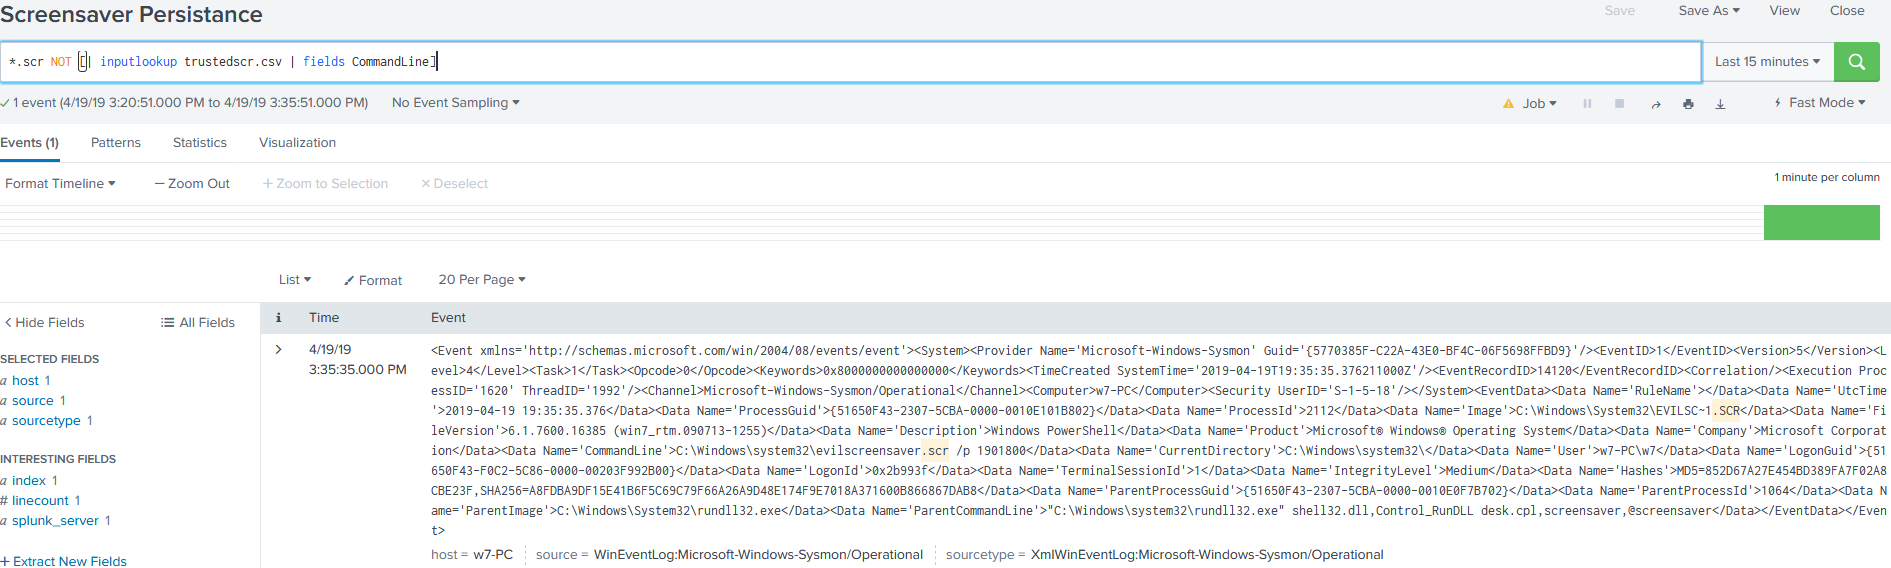 Screensaver Persistance
Save Save As View Close
*.scr NOT [| inputlookup trustedscr.csv | fields CommandLine]
Last 15 minutes
1 event (4/19/19 3:20:51.000 PM to 4/19/19 3:35:51.000 PM) No Event Sampling
Job Fast Mode
Events (1) Patterns Statistics Visualization
Format Timeline — Zoom Out + Zoom to Selection × Deselect
1 minute per column
List Format 20 Per Page
< Hide Fields All Fields
i Time Event
SELECTED FIELDS
a host 1
a source 1
a sourcetype 1
INTERESTING FIELDS
a index 1
# linecount 1
a splunk_server 1
+ Extract New Fields
> 4/19/19
3:35:35.000 PM
<Event xmlns='http://schemas.microsoft.com/win/2004/08/events/event'><System><Provider Name='Microsoft-Windows-Sysmon' Guid='{5770385F-C22A-43E0-BF4C-06F5698FFBD9}'/><EventID>1</EventID><Version>5</Version><L
evel>4</Level><Task>1</Task><Opcode>0</Opcode><Keywords>0x8000000000000000</Keywords><TimeCreated SystemTime='2019-04-19T19:35:35.376211000Z'/><EventRecordID>14120</EventRecordID><Correlation/><Execution Proc
essID='1620' ThreadID='1992'/><Channel>Microsoft-Windows-Sysmon/Operational</Channel><Computer>w7-PC</Computer><Security UserID='S-1-5-18'/></System><EventData><Data Name='RuleName'></Data><Data Name='UtcTime
'>2019-04-19 19:35:35.376</Data><Data Name='ProcessGuid'>{51650F43-2307-5CBA-0000-0010E101B802}</Data><Data Name='ProcessId'>2112</Data><Data Name='Image'>C:\Windows\System32\EVILSC~1.SCR</Data><Data Name='Fi
leVersion'>6.1.7600.16385 (win7_rtm.090713-1255)</Data><Data Name='Description'>Windows PowerShell</Data><Data Name='Product'>Microsoft® Windows® Operating System</Data><Data Name='Company'>Microsoft Corporat
ion</Data><Data Name='CommandLine'>C:\Windows\system32\evilscreensaver.scr /p 1901800</Data><Data Name='CurrentDirectory'>C:\Windows\system32\</Data><Data Name='User'>w7-PC\w7</Data><Data Name='LogonGuid'>{51
650F43-F0C2-5C86-0000-00203F992B00}</Data><Data Name='LogonId'>0x2b993f</Data><Data Name='TerminalSessionId'>1</Data><Data Name='IntegrityLevel'>Medium</Data><Data Name='Hashes'>MD5=852D67A27E454BD389FA7F02A8
CBE23F,SHA256=A8FDBA9DF15E41B6F5C69C79F66A26A9D48E174F9E7018A371600B866867DAB8</Data><Data Name='ParentProcessGuid'>{51650F43-2307-5CBA-0000-0010E0F7B702}</Data><Data Name='ParentProcessId'>1064</Data><Data N
ame='ParentImage'>C:\Windows\System32\rundll32.exe</Data><Data Name='ParentCommandLine'>"C:\Windows\system32\rundll32.exe" shell32.dll,Control_RunDLL desk.cpl,screensaver,@screensaver</Data></EventData></Even
t>
host = w7-PC source = WinEventLog:Microsoft-Windows-Sysmon/Operational sourcetype = XmlWinEventLog:Microsoft-Windows-Sysmon/Operational